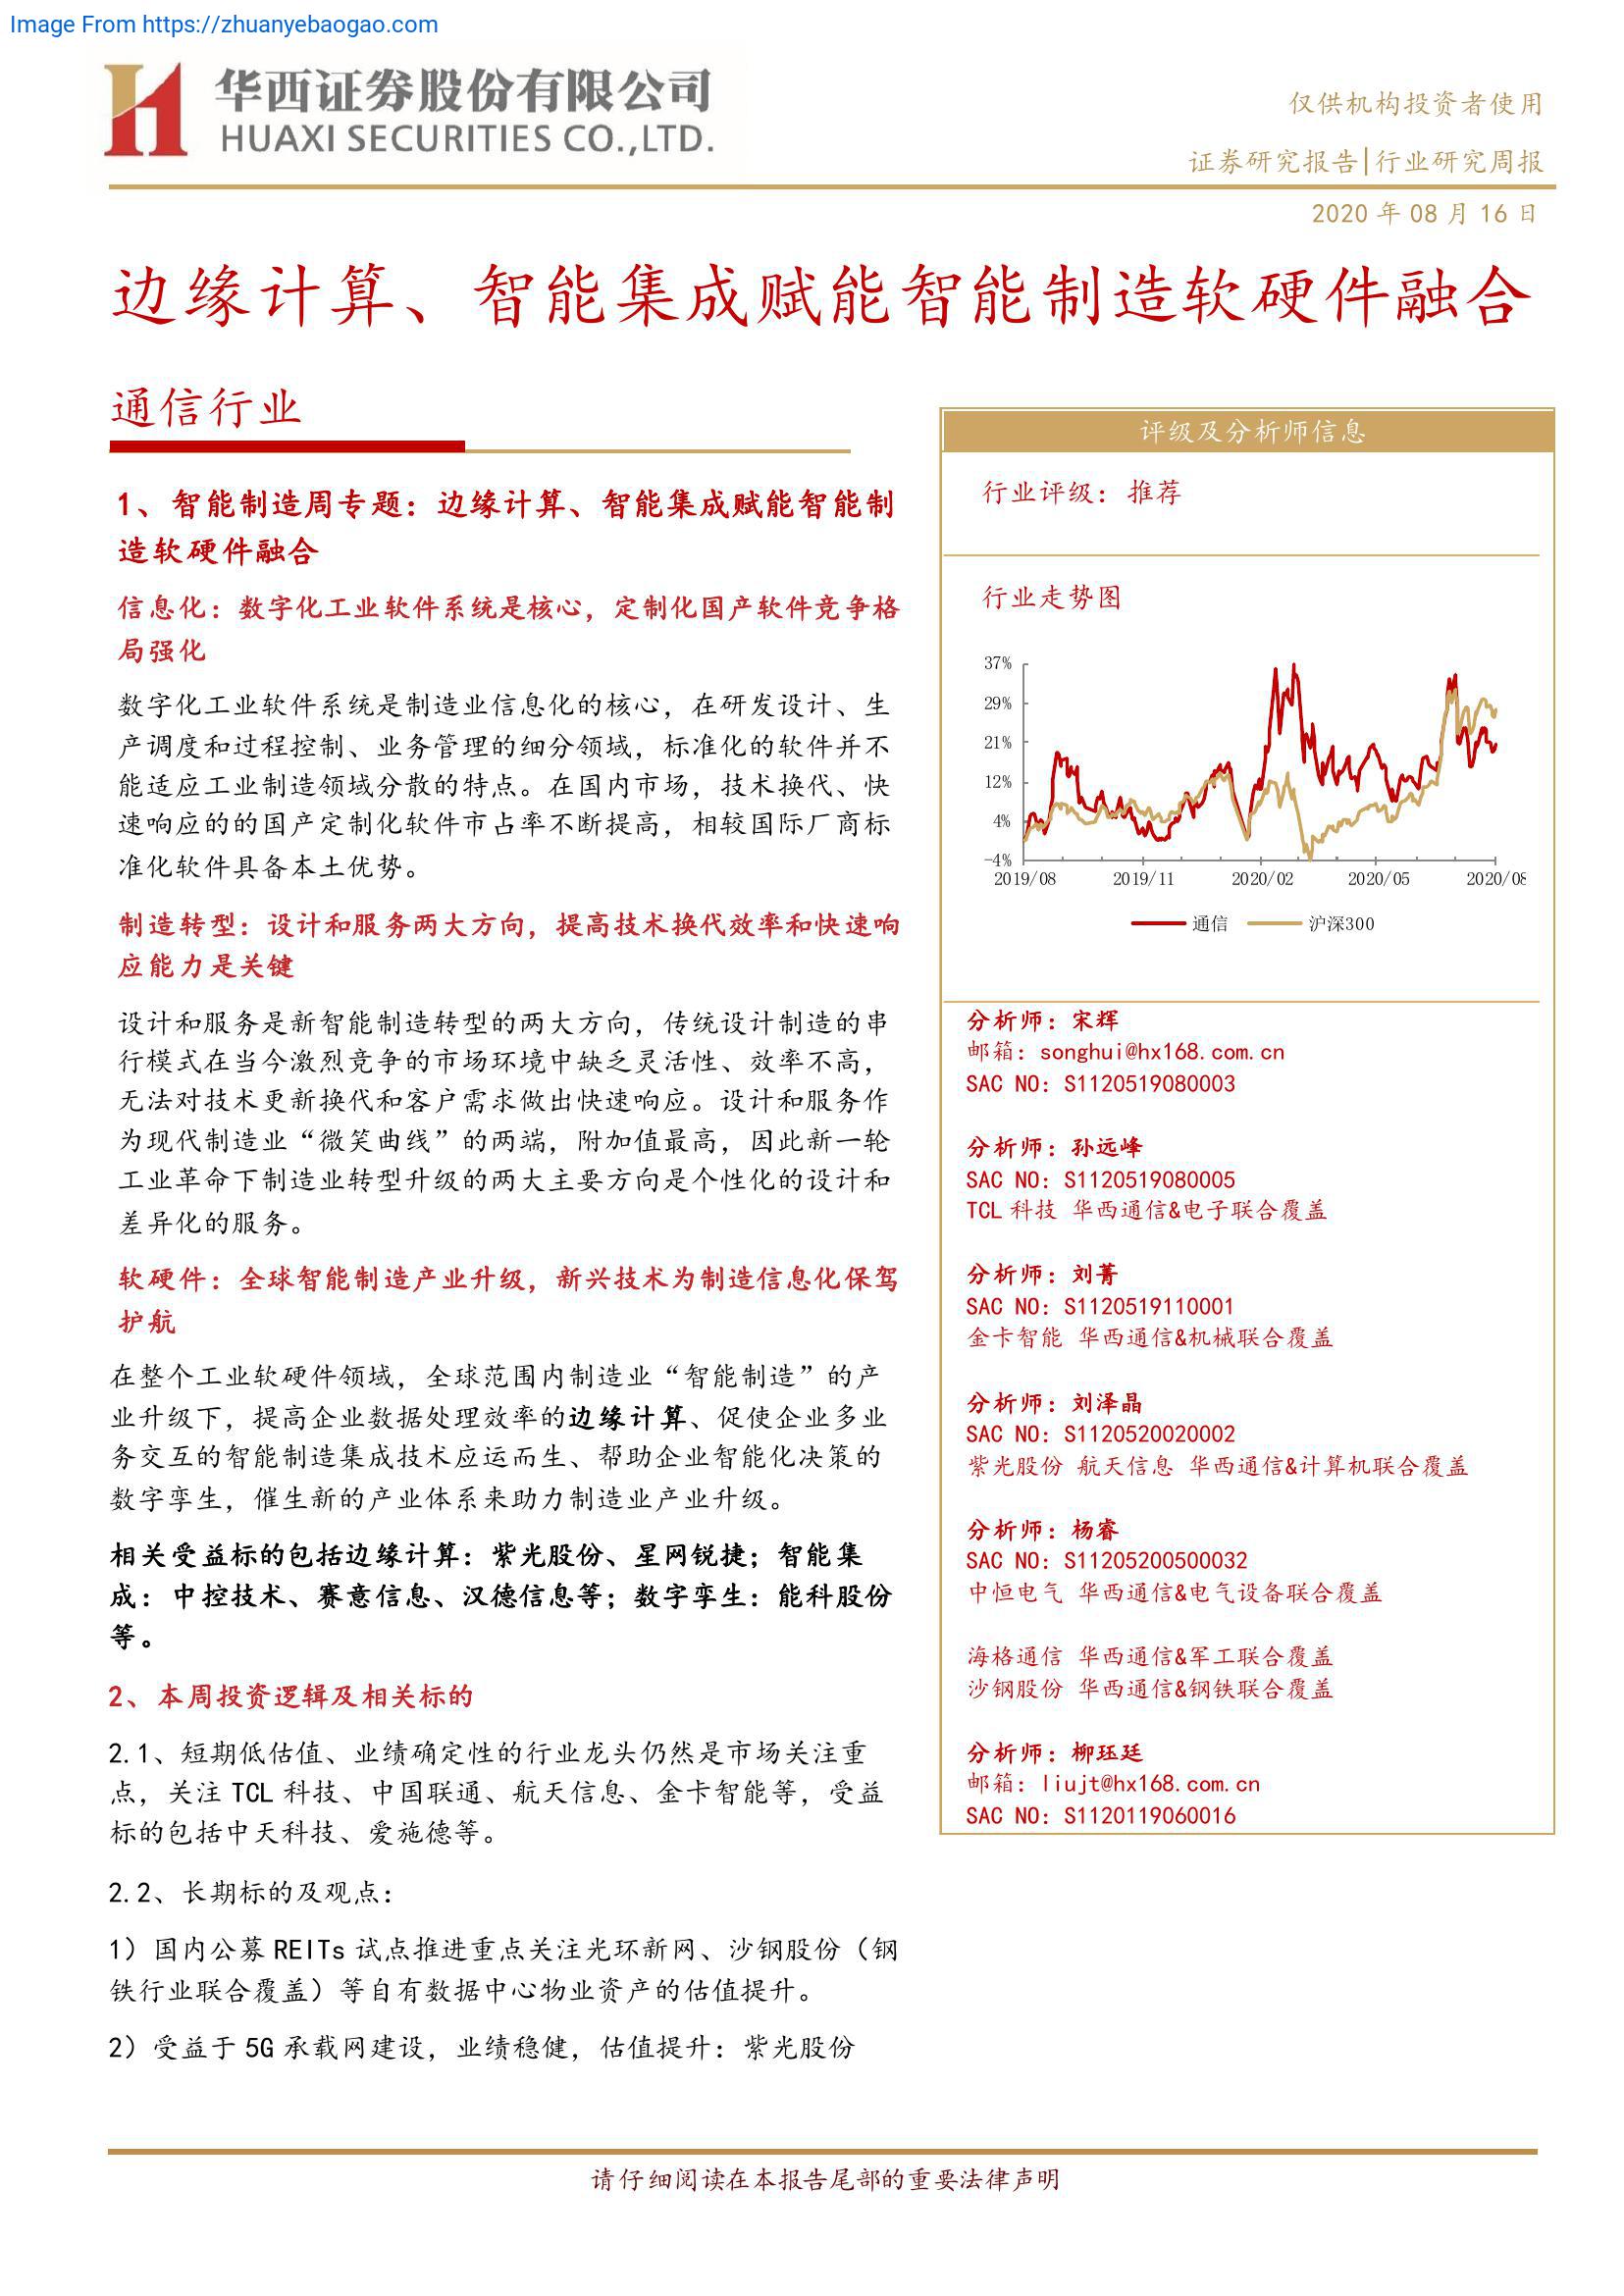 Image From https://zhuanyebaogao.com
华西证券股份有限公司
HUAXI SECURITIES CO.,LTD.
仅供机构投资者使用
证券研究报告|行业研究周报
2020 年 08 月 16 日
边缘计算、智能集成赋能智能制造软硬件融合
通信行业
1、智能制造周专题：边缘计算、智能集成赋能智能制
造软硬件融合
信息化：数字化工业软件系统是核心，定制化国产软件竞争格
局强化
数字化工业软件系统是制造业信息化的核心，在研发设计、生
产调度和过程控制、业务管理的细分领域，标准化的软件并不
能适应工业制造领域分散的特点。在国内市场，技术换代、快
速响应的的国产定制化软件市占率不断提高，相较国际厂商标
准化软件具备本土优势。
制造转型：设计和服务两大方向，提高技术换代效率和快速响
应能力是关键
设计和服务是新智能制造转型的两大方向，传统设计制造的串
行模式在当今激烈竞争的市场环境中缺乏灵活性、效率不高，
无法对技术更新换代和客户需求做出快速响应。设计和服务作
为现代制造业“微笑曲线”的两端，附加值最高，因此新一轮
工业革命下制造业转型升级的两大主要方向是个性化的设计和
差异化的服务。
软硬件：全球智能制造产业升级，新兴技术为制造信息化保驾
护航
在整个工业软硬件领域，全球范围内制造业“智能制造”的产
业升级下，提高企业数据处理效率的边缘计算、促使企业多业
务交互的智能制造集成技术应运而生、帮助企业智能化决策的
数字孪生，催生新的产业体系来助力制造业产业升级。
相关受益标的包括边缘计算：紫光股份、星网锐捷；智能集
成：中控技术、赛意信息、汉德信息等；数字孪生：能科股份
等。
2、本周投资逻辑及相关标的
2.1、短期低估值、业绩确定性的行业龙头仍然是市场关注重
点，关注 TCL 科技、中国联通、航天信息、金卡智能等，受益
标的包括中天科技、爱施德等。
2.2、长期标的及观点：
1）国内公募 REITs 试点推进重点关注光环新网、沙钢股份（钢
铁行业联合覆盖）等自有数据中心物业资产的估值提升。
2）受益于 5G 承载网建设，业绩稳健，估值提升：紫光股份
评级及分析师信息
行业评级：推荐
行业走势图
37%
29%
21%
12%
4%
-4%
2019/08 2019/11 2020/02 2020/05 2020/08
通信 沪深300
分析师：宋辉
邮箱：songhui@hx168.com.cn
SAC NO：S1120519080003
分析师：孙远峰
SAC NO：S1120519080005
TCL 科技 华西通信&电子联合覆盖
分析师：刘菁
SAC NO：S1120519110001
金卡智能 华西通信&机械联合覆盖
分析师：刘泽晶
SAC NO：S1120520020002
紫光股份 航天信息 华西通信&计算机联合覆盖
分析师：杨睿
SAC NO：S11205200500032
中恒电气 华西通信&电气设备联合覆盖
海格通信 华西通信&军工联合覆盖
沙钢股份 华西通信&钢铁联合覆盖
分析师：柳珏廷
邮箱：liujt@hx168.com.cn
SAC NO：S1120119060016
请仔细阅读在本报告尾部的重要法律声明